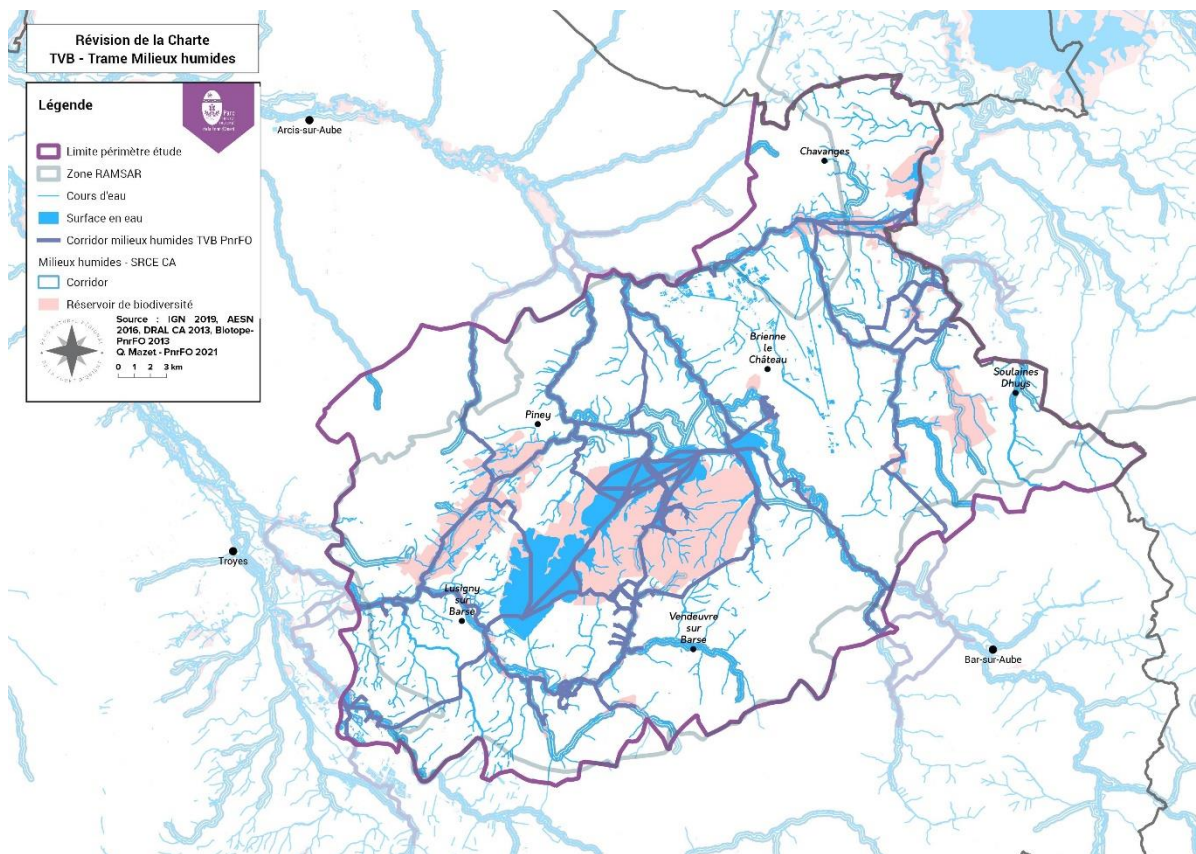 Révision de la Charte
TVB - Trame Milieux humides
Légende
Parc
Limite périmètre étude
Zone RAMSAR
Cours d'eau
Surface en eau
Corridor milieux humides TVB PnrFO
Milieux humides - SRCE CA
Corridor
Réservoir de biodiversité
Source : IGN 2019, AESN
2016, DRAL CA 2013, Biotope-
PnrFO 2013
Q. Mazet - PnrFO 2021
0 1 2 3 km
Arcis-sur-Aube
Chavanges
Brienne
le
Château
Soulaines
Dhuys
Piney
Troyes
Lusigny
sur
Barse
Vendeuvre
sur
Barse
Bar-sur-Aube